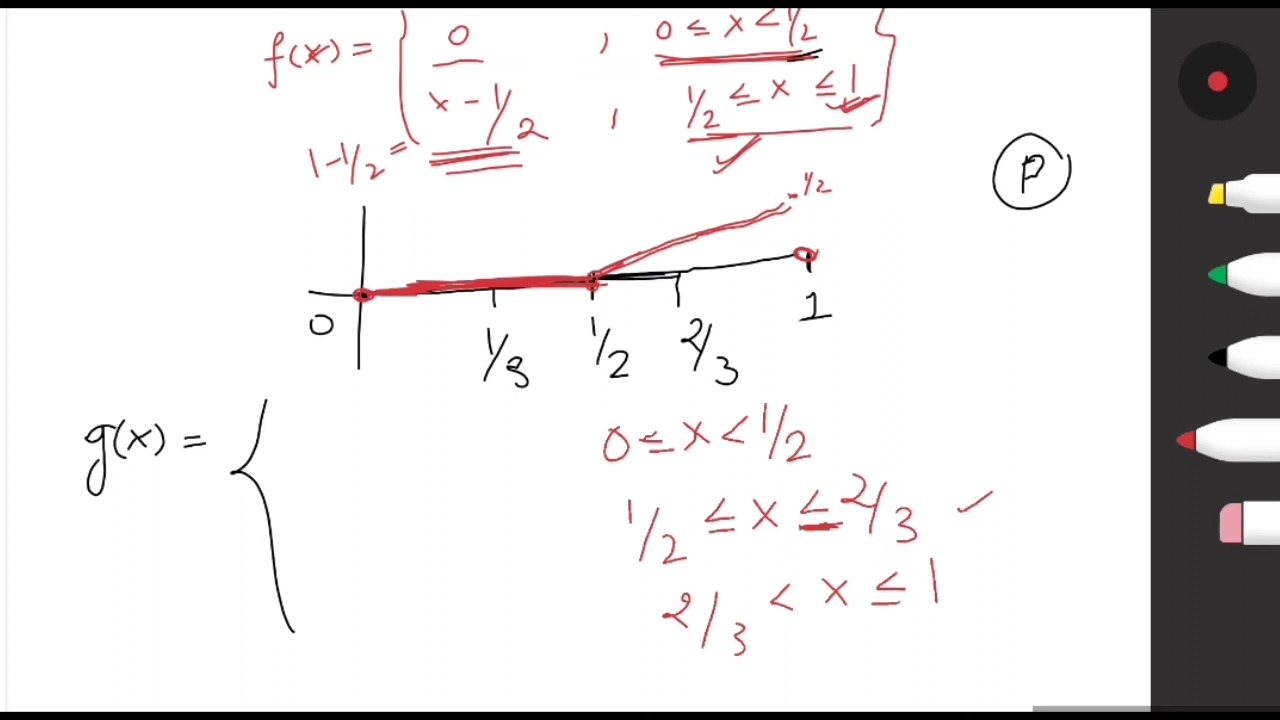 f(x) = { 0 , 0 ≤ x < 1/2 }
x - 1/2 , 1/2 ≤ x ≤ 1
1-1/2 =
P
1/2
0 1/3 1/2 2/3 1
g(x) = {
0 ≤ x < 1/2
1/2 ≤ x ≤ 2/3 ✓
2/3 < x ≤ 1